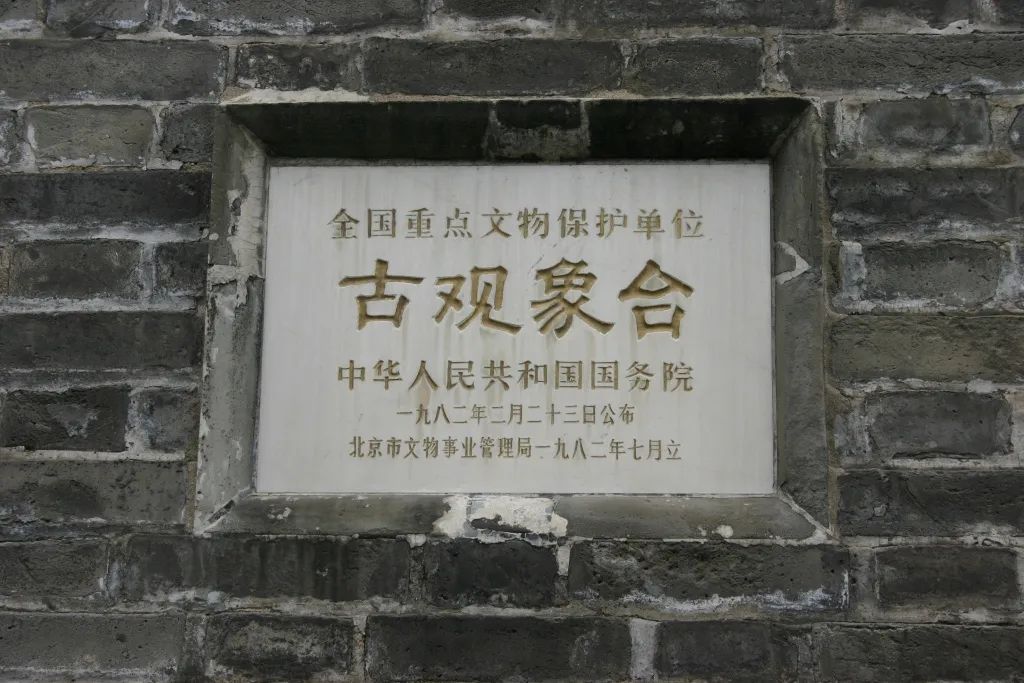 全国重点文物保护单位
古观象台
中华人民共和国国务院
一九八二年二月二十三日公布
北京市文物事业管理局一九八二年七月立